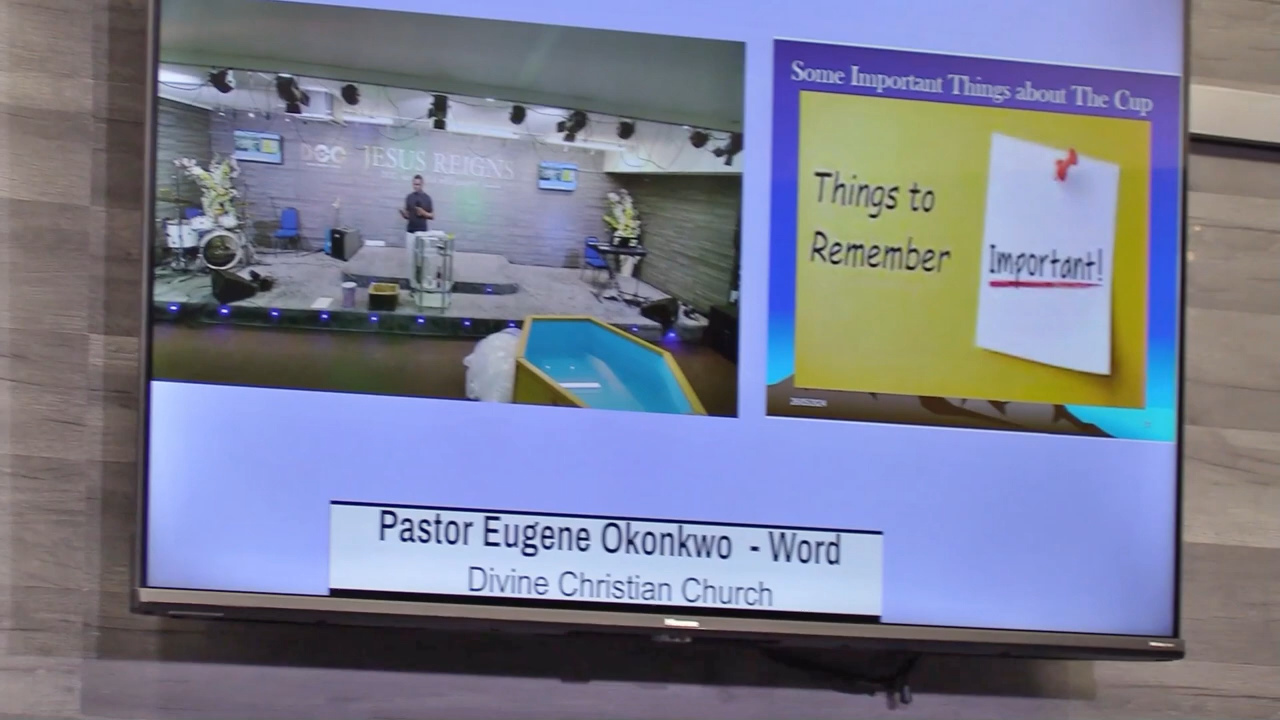 JESUS REIGNS
Some Important Things about The Cup
Things to
Remember
Important!
Pastor Eugene Okonkwo - Word
Divine Christian Church
Hisense